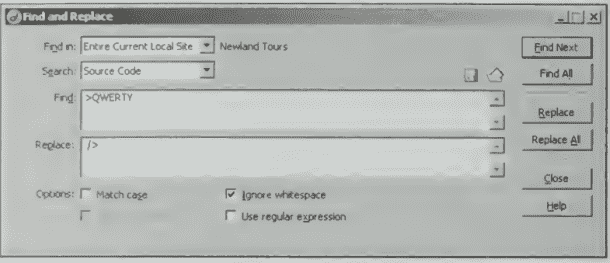 Find and Replace
Find in: Entire Current Local Site Newland Tours Find Next
Search: Source Code Find All
Find: >QWERTY
Replace
Replace: /> Replace All
Close
Options: Match case Ignore whitespace
Help
Use regular expression